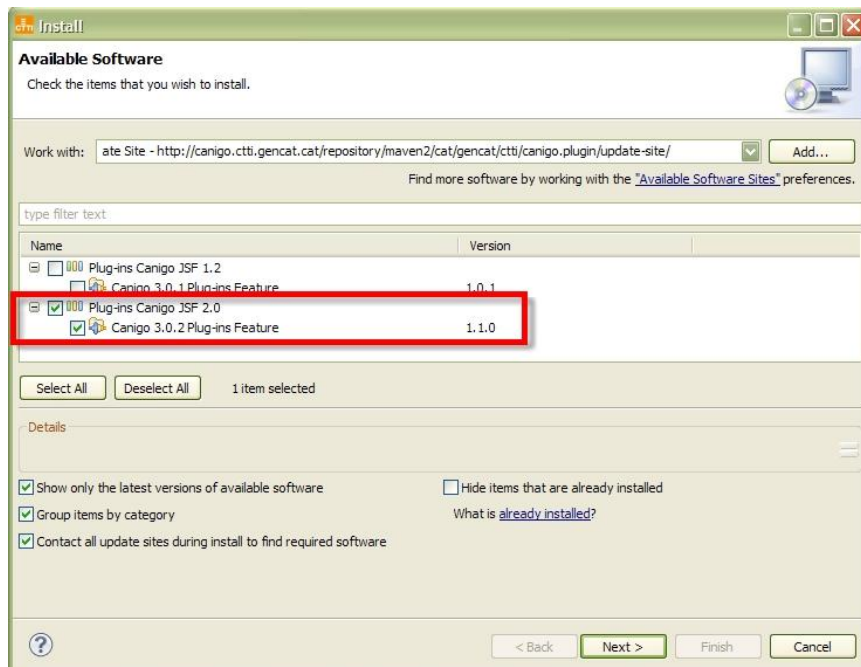 Install
Available Software
Check the items that you wish to install.
Work with: ate Site - http://canigo.ctti.gencat.cat/repository/maven2/cat/gencat/ctti/canigo.plugin/update-site/ Add...
Find more software by working with the "Available Software Sites" preferences.
type filter text
Name Version
Plug-ins Canigo JSF 1.2
Canigo 3.0.1 Plug-ins Feature 1.0.1
Plug-ins Canigo JSF 2.0
Canigo 3.0.2 Plug-ins Feature 1.1.0
Select All Deselect All 1 item selected
Details
Show only the latest versions of available software Hide items that are already installed
Group items by category What is already installed?
Contact all update sites during install to find required software
? < Back Next > Finish Cancel